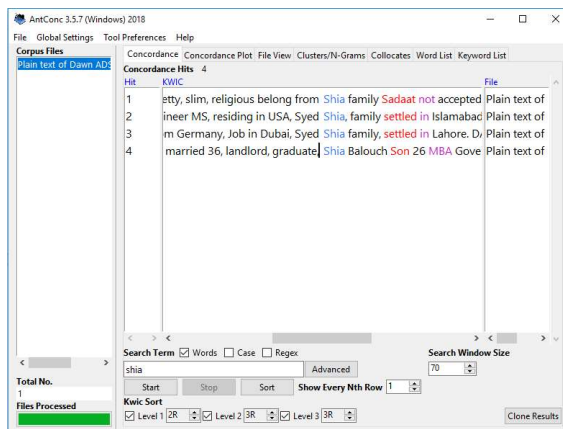 AntConc 3.5.7 (Windows) 2018
File Global Settings Tool Preferences Help
Corpus Files
Plain text of Dawn ADS
Concordance Concordance Plot File View Clusters/N-Grams Collocates Word List Keyword List
Concordance Hits 4
Hit KWIC File
1 etty, slim, religious belong from Shia family Sadaat not accepted Plain text of
2 ineer MS, residing in USA, Syed Shia, family settled in Islamabad Plain text of
3 m Germany, Job in Dubai, Syed Shia, family settled in Lahore. D/ Plain text of
4 married 36, landlord, graduate, Shia Balouch Son 26 MBA Gove Plain text of
Search Term Words Case Regex Search Window Size
shia Advanced 70
Start Stop Sort Show Every Nth Row 1
Total No.
1
Files Processed
Kwic Sort
Level 1 2R Level 2 3R Level 3 3R Clone Results